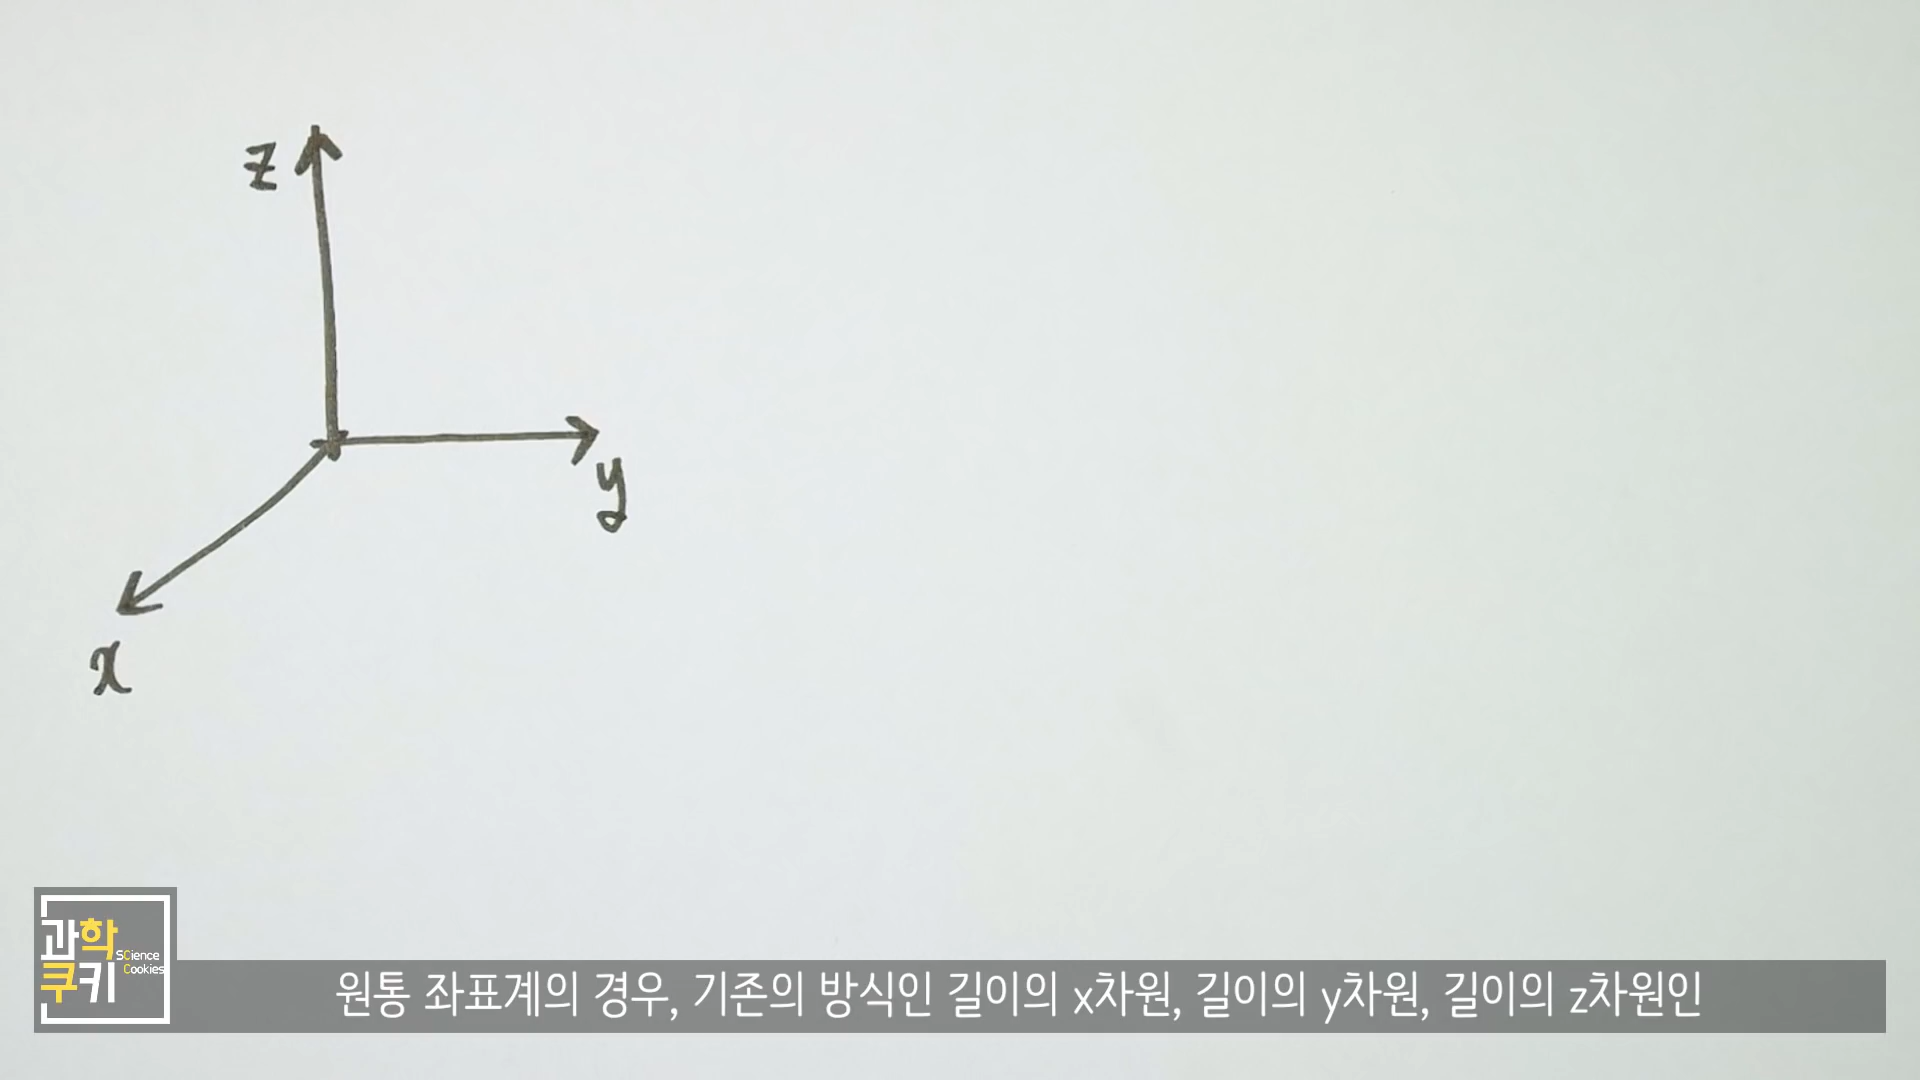 z
y
x
과학
쿠키
Science
Cookies
원통 좌표계의 경우, 기존의 방식인 길이의 x차원, 길이의 y차원, 길이의 z차원인